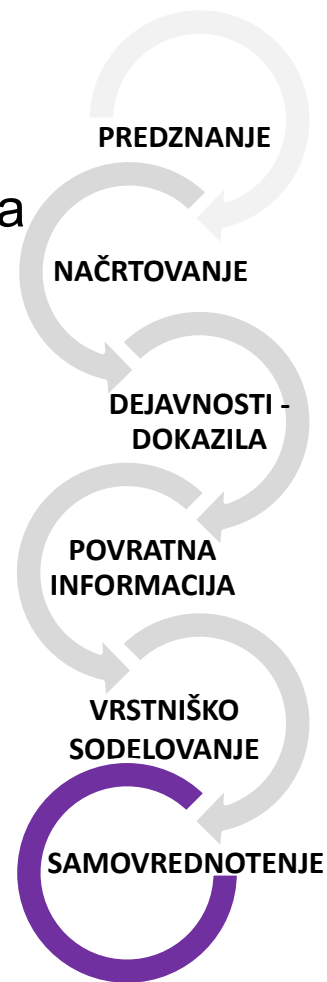 PREDZNANJE
a
NAČRTOVANJE
DEJAVNOSTI -
DOKAZILA
POVRATNA
INFORMACIJA
VRSTNIŠKO
SODELOVANJE
SAMOVREDNOTENJE